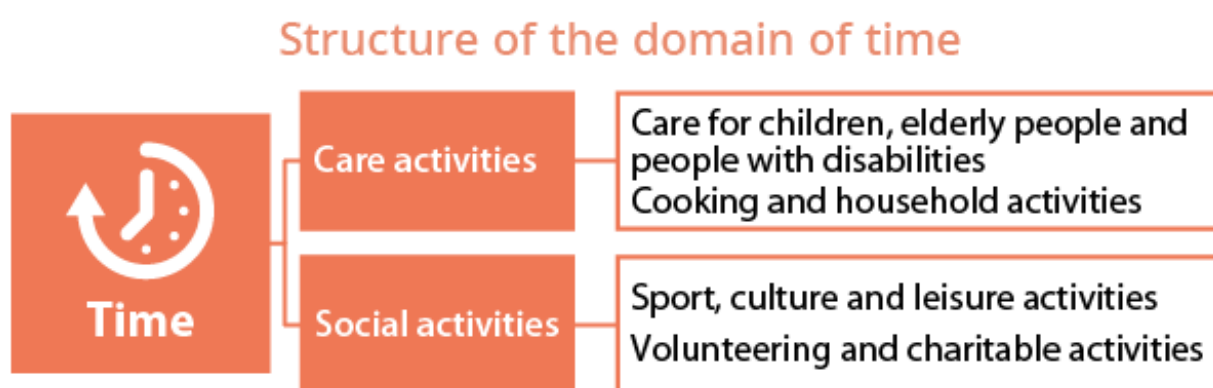 Structure of the domain of time
Time
Care activities
Care for children, elderly people and
people with disabilities
Cooking and household activities
Social activities
Sport, culture and leisure activities
Volunteering and charitable activities